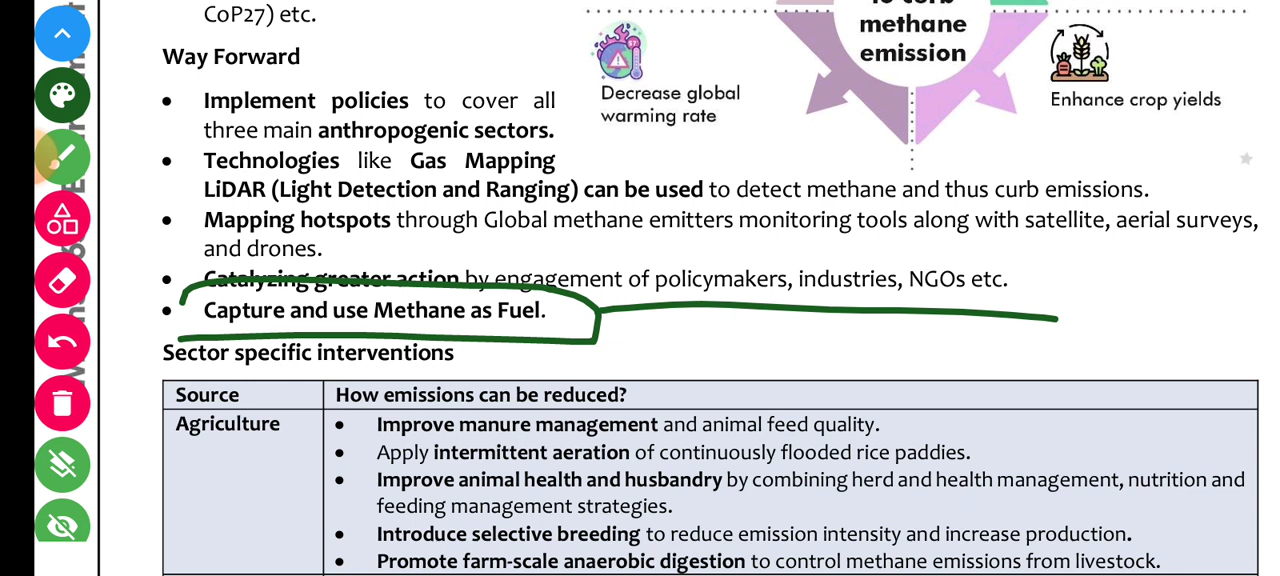 CoP27) etc.
to curb
methane
emission
Way Forward
Decrease global
warming rate
Enhance crop yields
• Implement policies to cover all
three main anthropogenic sectors.
• Technologies like Gas Mapping
LiDAR (Light Detection and Ranging) can be used to detect methane and thus curb emissions.
• Mapping hotspots through Global methane emitters monitoring tools along with satellite, aerial surveys,
and drones.
• Catalyzing greater action by engagement of policymakers, industries, NGOs etc.
• Capture and use Methane as Fuel.
Sector specific interventions
Source How emissions can be reduced?
Agriculture
• Improve manure management and animal feed quality.
• Apply intermittent aeration of continuously flooded rice paddies.
• Improve animal health and husbandry by combining herd and health management, nutrition and
feeding management strategies.
• Introduce selective breeding to reduce emission intensity and increase production.
• Promote farm-scale anaerobic digestion to control methane emissions from livestock.